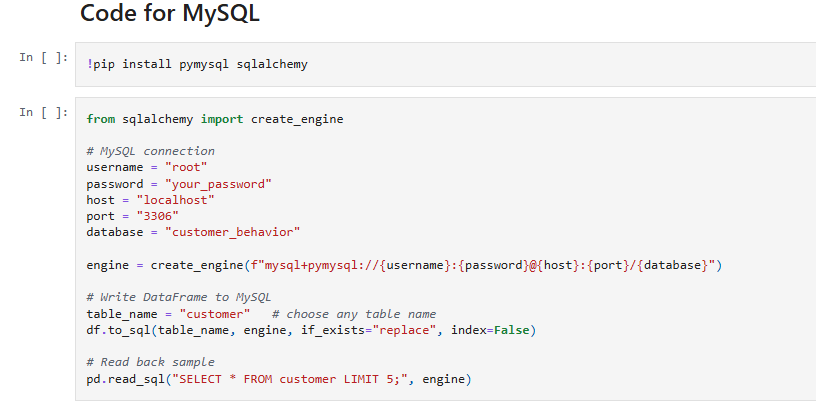 Code for MySQL
In [ ]:
!pip install pymysql sqlalchemy
In [ ]:
from sqlalchemy import create_engine
# MySQL connection
username = "root"
password = "your_password"
host = "localhost"
port = "3306"
database = "customer_behavior"
engine = create_engine(f"mysql+pymysql://{username}:{password}@{host}:{port}/{database}")
# Write DataFrame to MySQL
table_name = "customer"   # choose any table name
df.to_sql(table_name, engine, if_exists="replace", index=False)
# Read back sample
pd.read_sql("SELECT * FROM customer LIMIT 5;", engine)